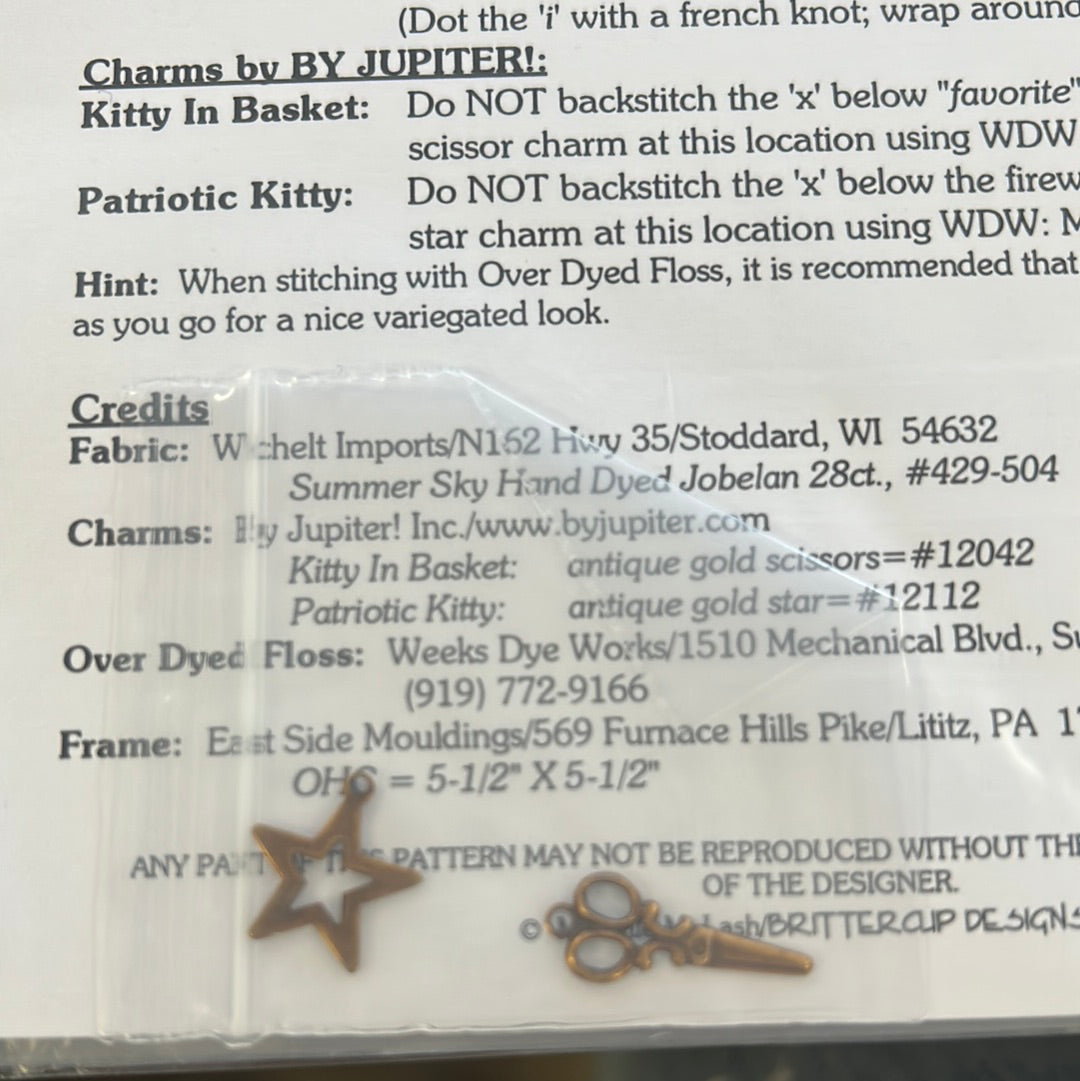 (Dot the 'i' with a french knot; wrap around
Charms by BY JUPITER!:
Kitty In Basket: Do NOT backstitch the 'x' below "favorite"
scissor charm at this location using WDW
Patriotic Kitty: Do NOT backstitch the 'x' below the
star charm at this location using WDW:
Hint: When stitching with Over Dyed Floss, it is recommended that
as you go for a nice variegated look.
Credits
Fabric: Imports/N162 Hwy 35/Stoddard, WI 54632
Summer Sky Hand Dyed Jobelan 28ct., #429-504
Charms: By Jupiter! Inc./www.byjupiter.com
Kitty In Basket: antique gold scissors=#12042
Patriotic Kitty: antique gold star=#12112
Over Dyed Floss: Weeks Dye Works/1510 Mechanical Blvd.,
(919) 772-9166
Frame: East Side Mouldings/569 Furnace Hills Pike/Lititz, PA
OHS = 5-1/2" X 5-1/2"
ANY PART OF THIS PATTERN MAY NOT BE REPRODUCED WITHOUT THE
OF THE DESIGNER.
© BRITTERCUP DESIGNS